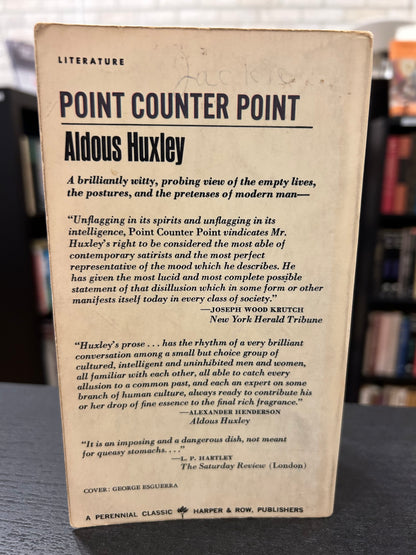 LITERATURE
POINT COUNTER POINT
Aldous Huxley
A brilliantly witty, probing view of the empty lives,
the postures, and the pretenses of modern man—
“Unflagging in its spirits and unflagging in its
intelligence, Point Counter Point vindicates Mr.
Huxley's right to be considered the most able of
contemporary satirists and the most perfect
representative of the mood which he describes. He
has given the most lucid and most complete possible
statement of that disillusion which in some form or other
manifests itself today in every class of society.”
—JOSEPH WOOD KRUTCH
New York Herald Tribune
“Huxley's prose . . . has the rhythm of a very brilliant
conversation among a small but choice group of
cultured, intelligent and uninhibited men and women,
all familiar with each other, all able to catch every
allusion to a common past, and each an expert on some
branch of human culture, always ready to contribute his
or her drop of fine essence to the final rich fragrance.”
—ALEXANDER HENDERSON
Aldous Huxley
“It is an imposing and a dangerous dish, not meant
for queasy stomachs. . . .”
—L. P. HARTLEY
The Saturday Review (London)
COVER: GEORGE ESGUERRA
A PERENNIAL CLASSIC HARPER & ROW, PUBLISHERS